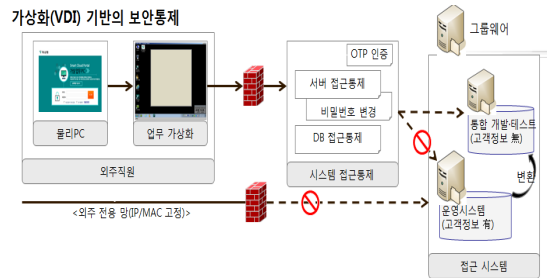 가상화(VDI) 기반의 보안통제
그룹웨어
OTP 인증
서버 접근통제
비밀번호 변경
DB 접근통제
시스템 접근통제
물리PC
업무 가상화
외주직원
통합 개발·테스트
(고객정보 無)
변환
운영시스템
(고객정보 有)
접근 시스템
<외주 전용 망(IP/MAC 고정)>